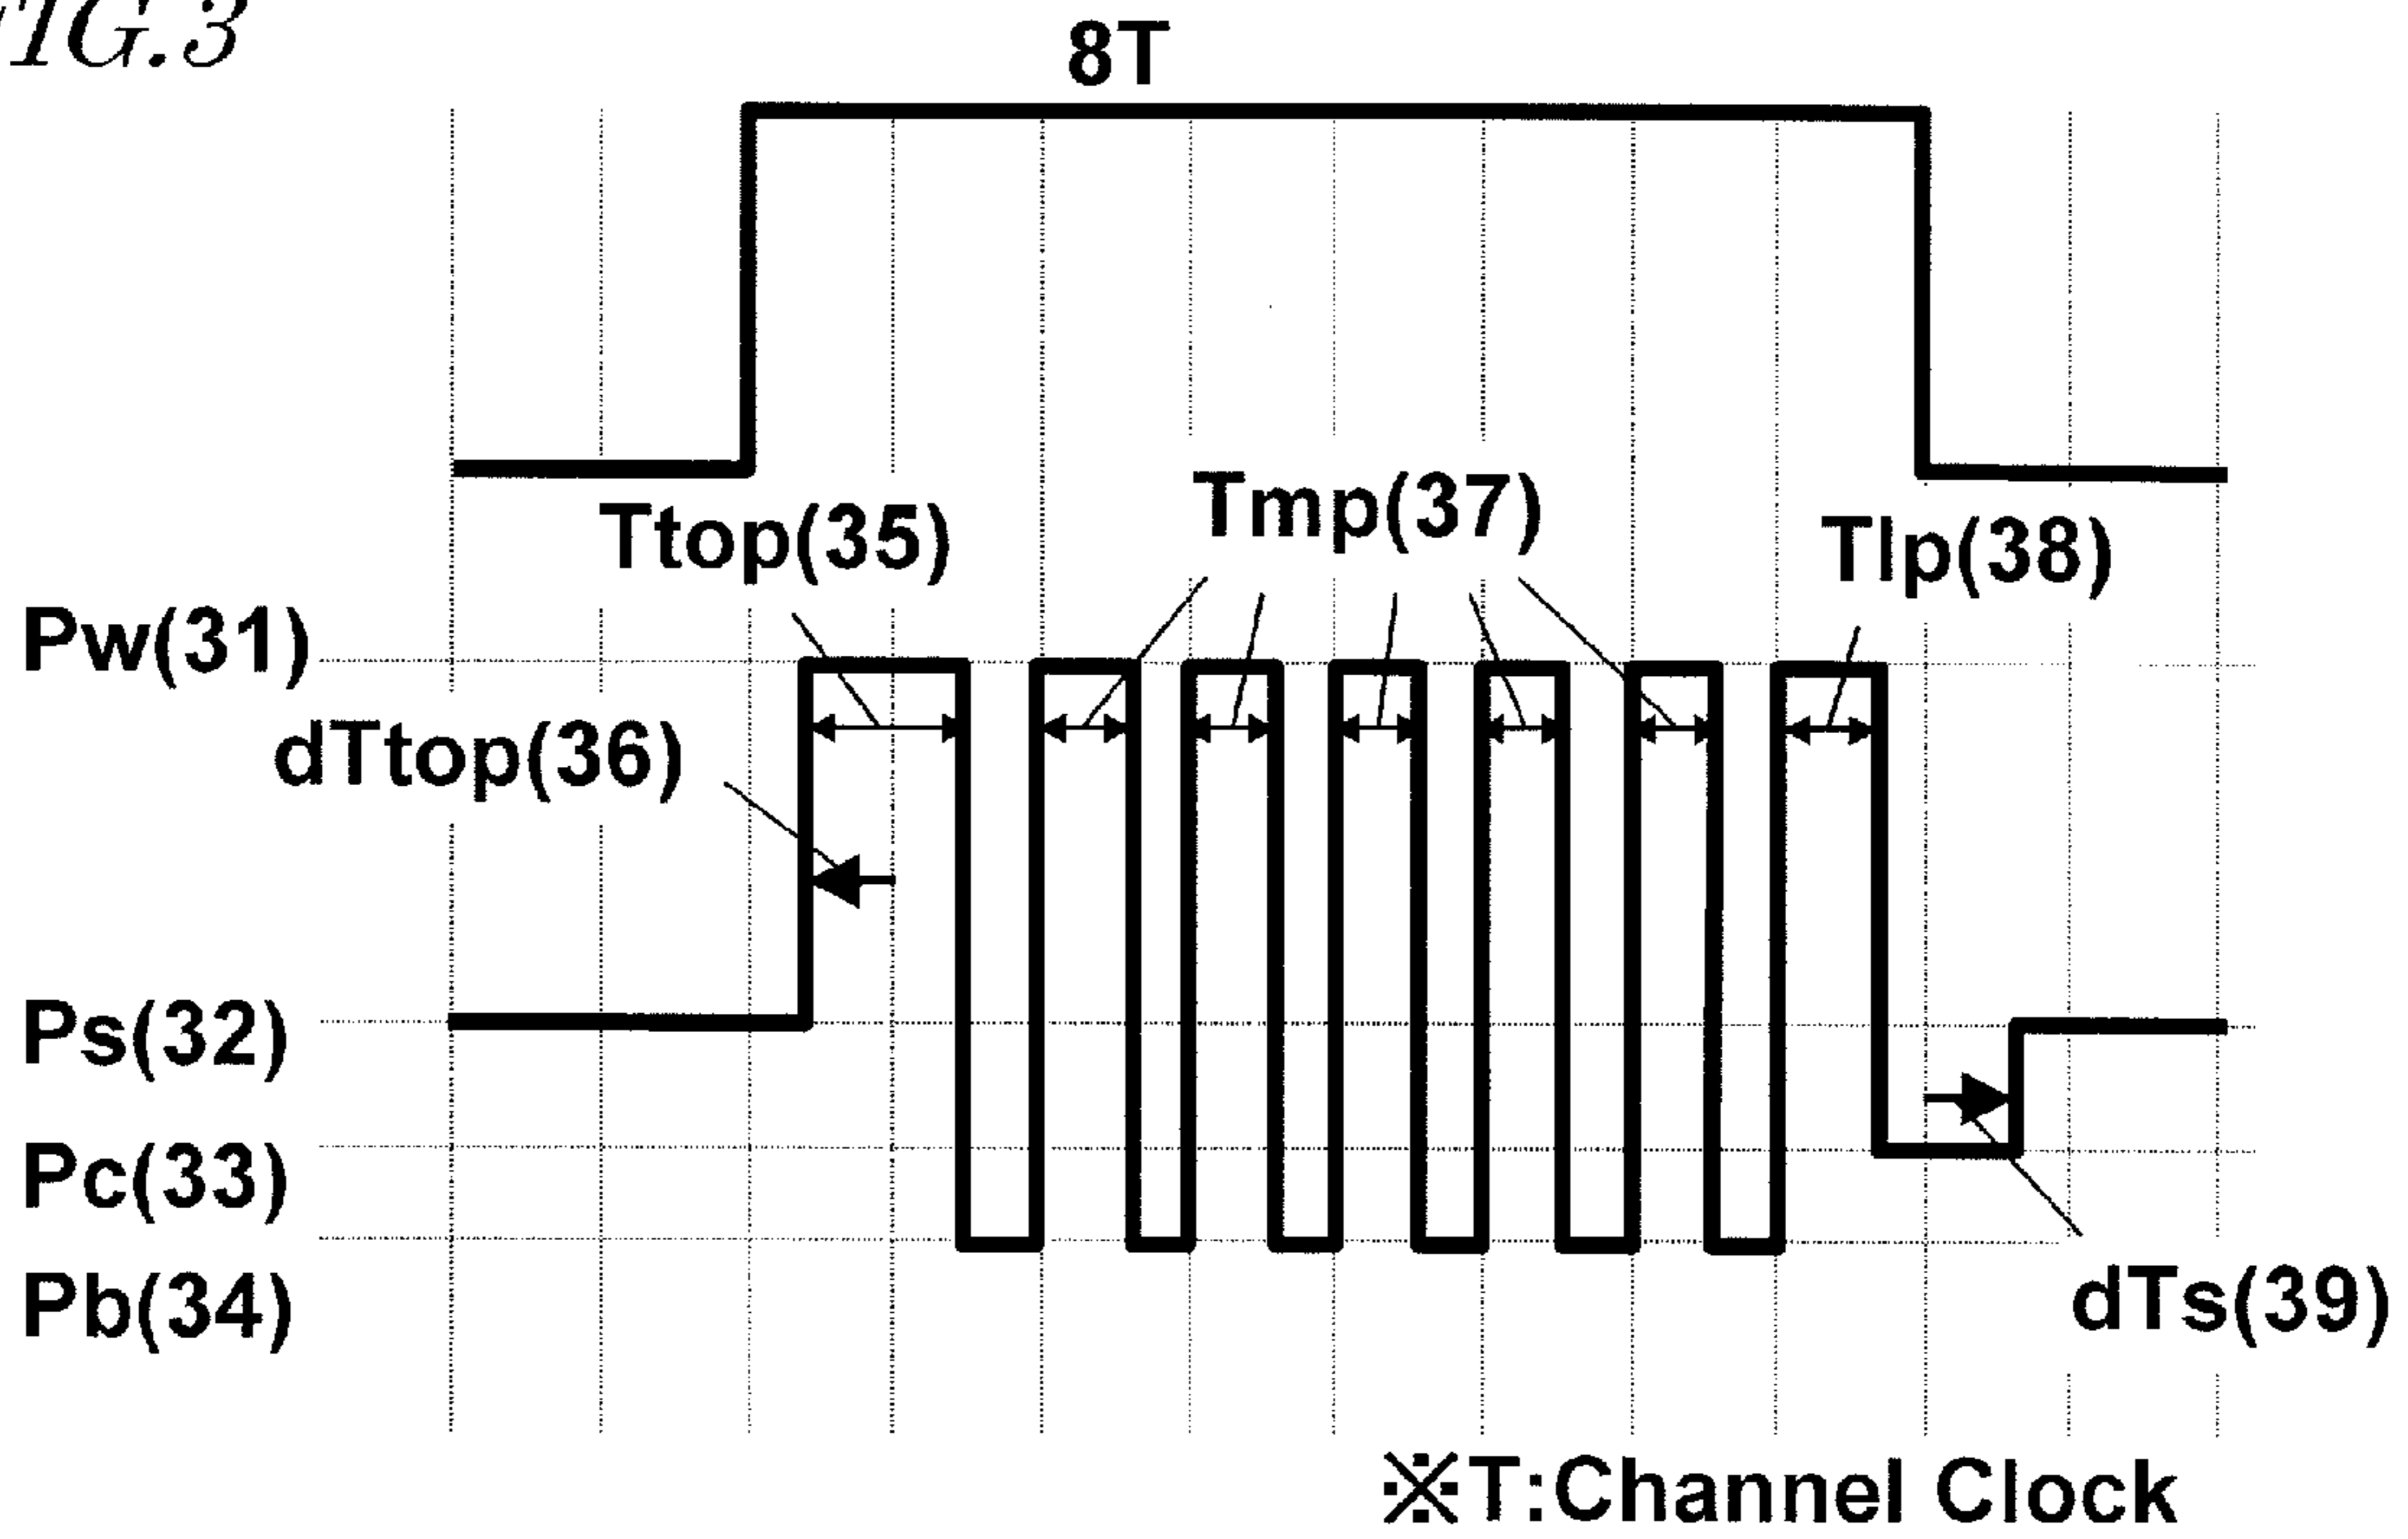 FIG.3
8T
Ttop(35)
Tmp(37)
Tlp(38)
Pw(31)
dTtop(36)
Ps(32)
Pc(33)
Pb(34)
dTs(39)
※T:Channel Clock